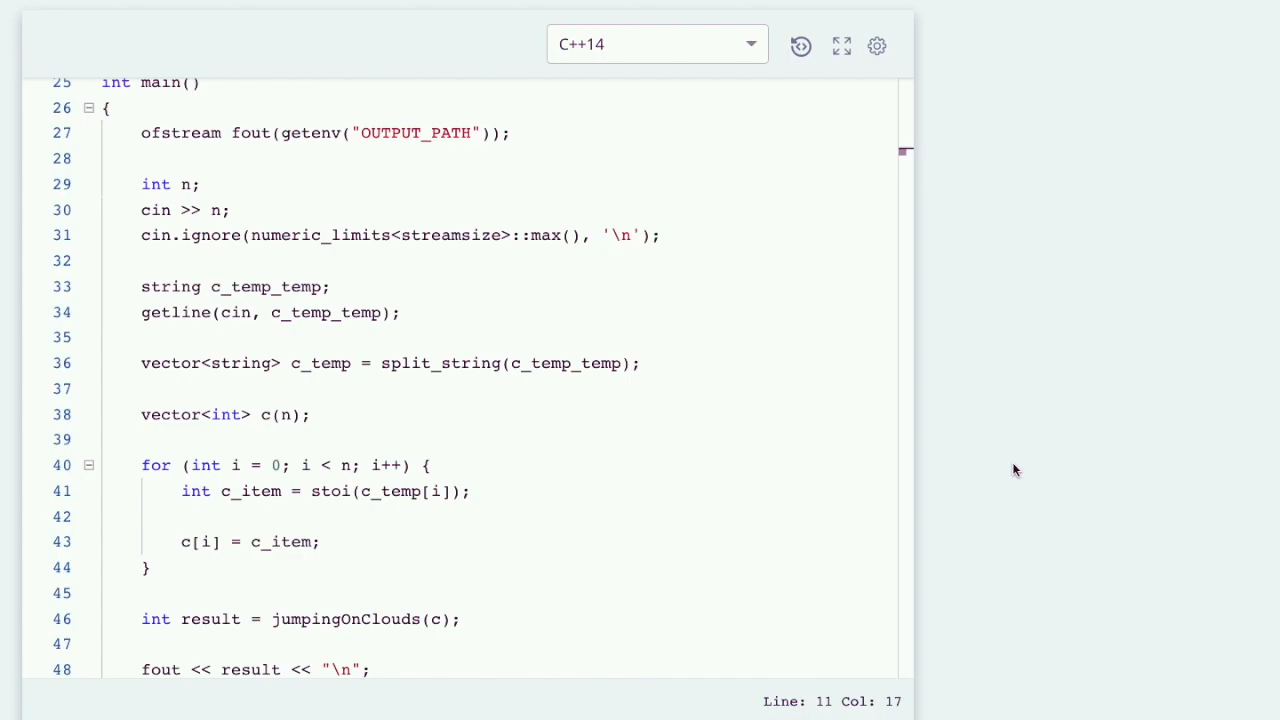 C++14
25 int main()
26 {
27 ofstream fout(getenv("OUTPUT_PATH"));
28
29 int n;
30 cin >> n;
31 cin.ignore(numeric_limits<streamsize>::max(), '\n');
32
33 string c_temp_temp;
34 getline(cin, c_temp_temp);
35
36 vector<string> c_temp = split_string(c_temp_temp);
37
38 vector<int> c(n);
39
40 for (int i = 0; i < n; i++) {
41 int c_item = stoi(c_temp[i]);
42
43 c[i] = c_item;
44 }
45
46 int result = jumpingOnClouds(c);
47
48 fout << result << "\n";
Line: 11 Col: 17